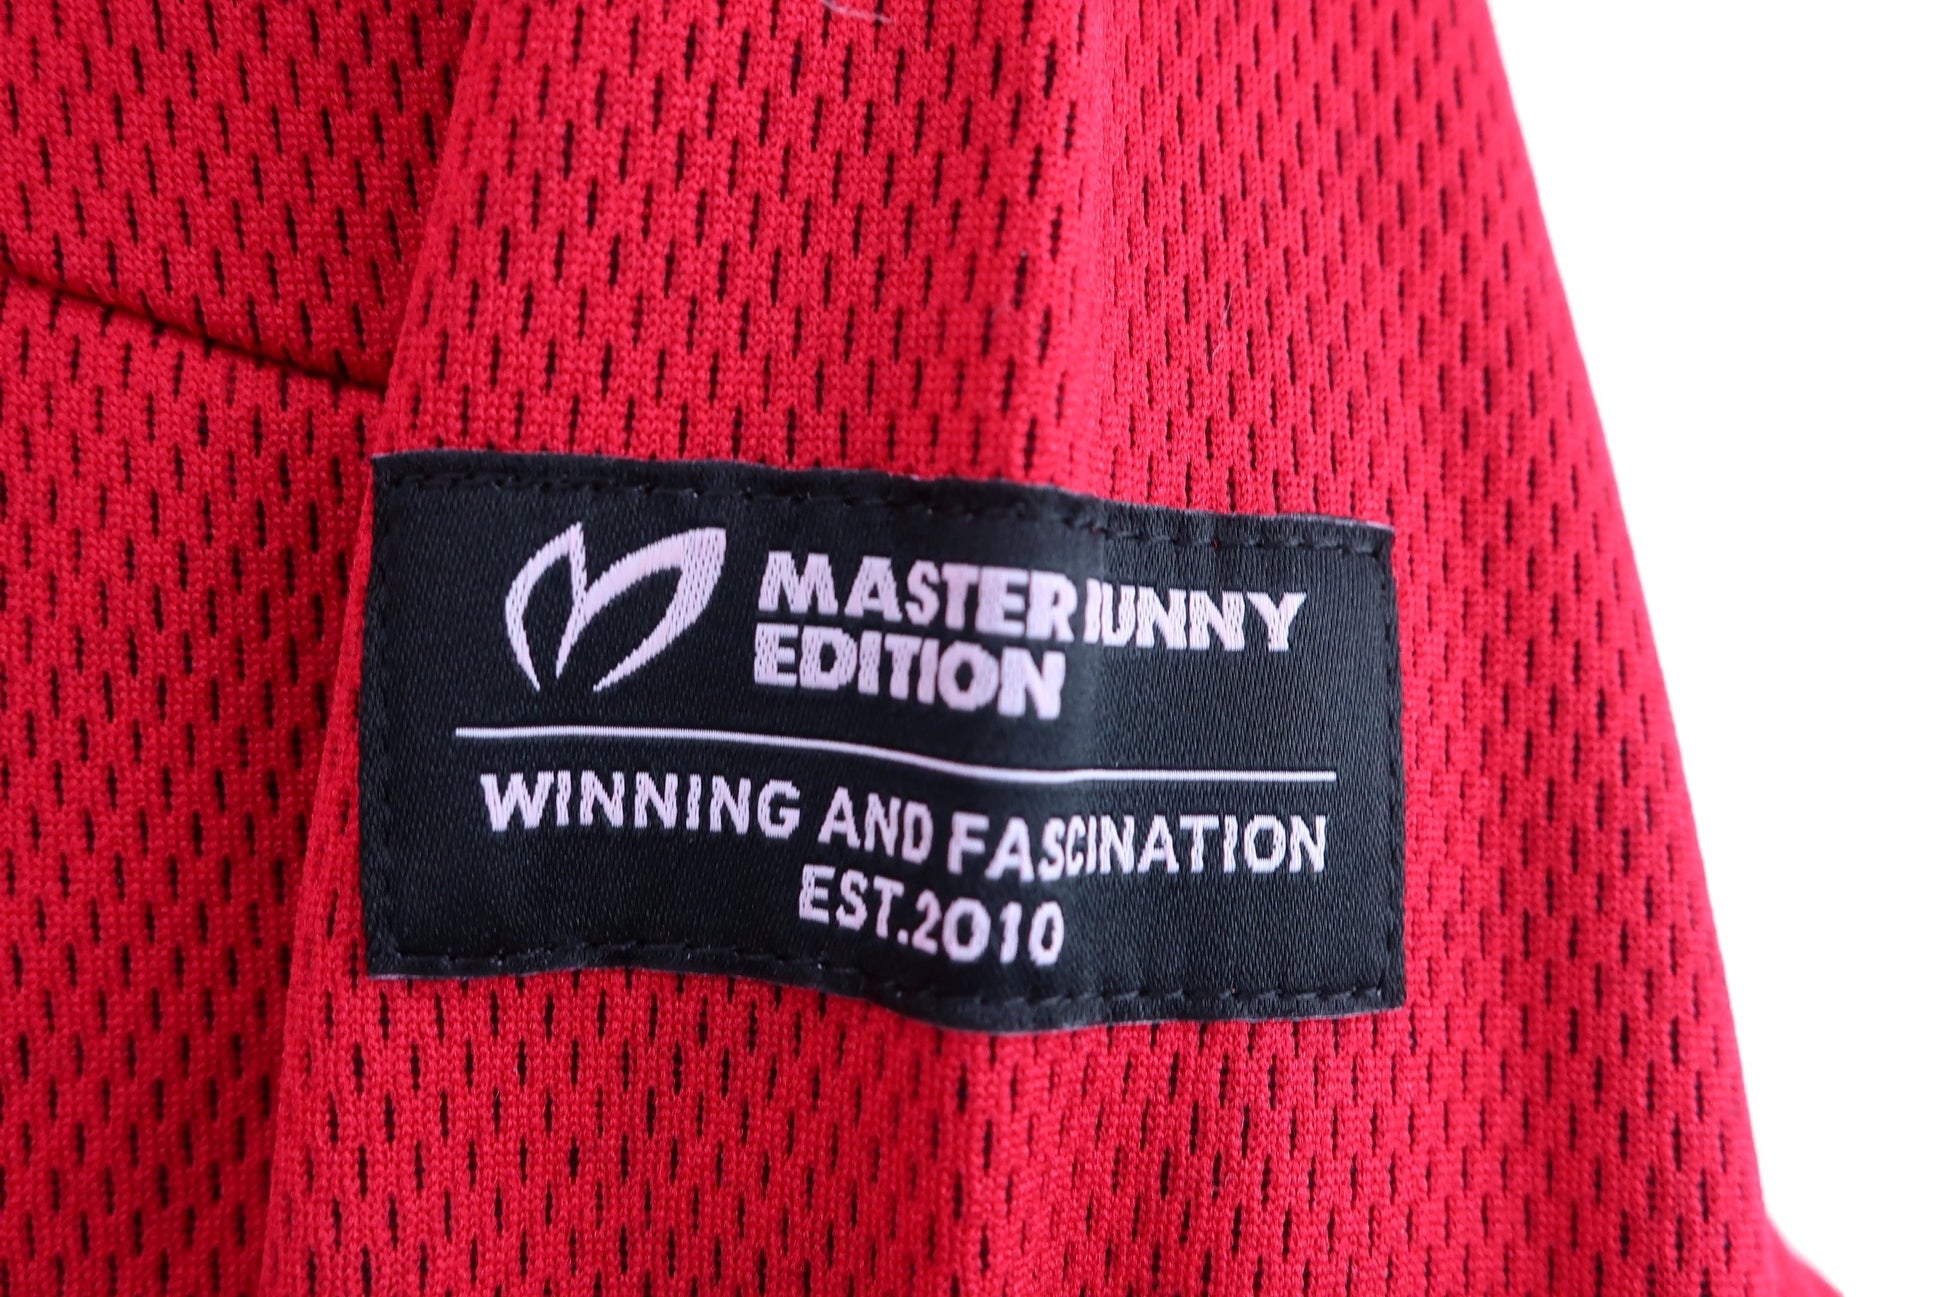 MASTER BUNNY
EDITION
WINNING AND FASCINATION
EST.2010